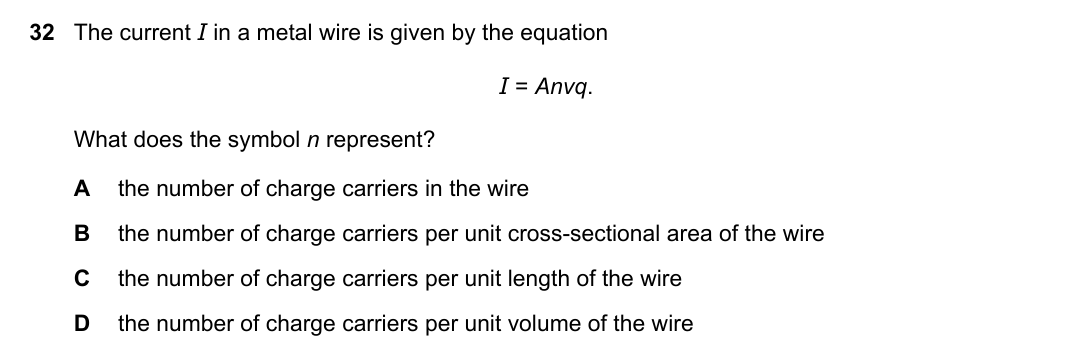 32 The current I in a metal wire is given by the equation
I = Anvq.
What does the symbol n represent?
A the number of charge carriers in the wire
B the number of charge carriers per unit cross-sectional area of the wire
C the number of charge carriers per unit length of the wire
D the number of charge carriers per unit volume of the wire